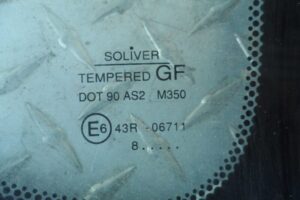 SOLIVER
TEMPERED GF
DOT 90 AS2 M350
E6 43R - 06711
8.....